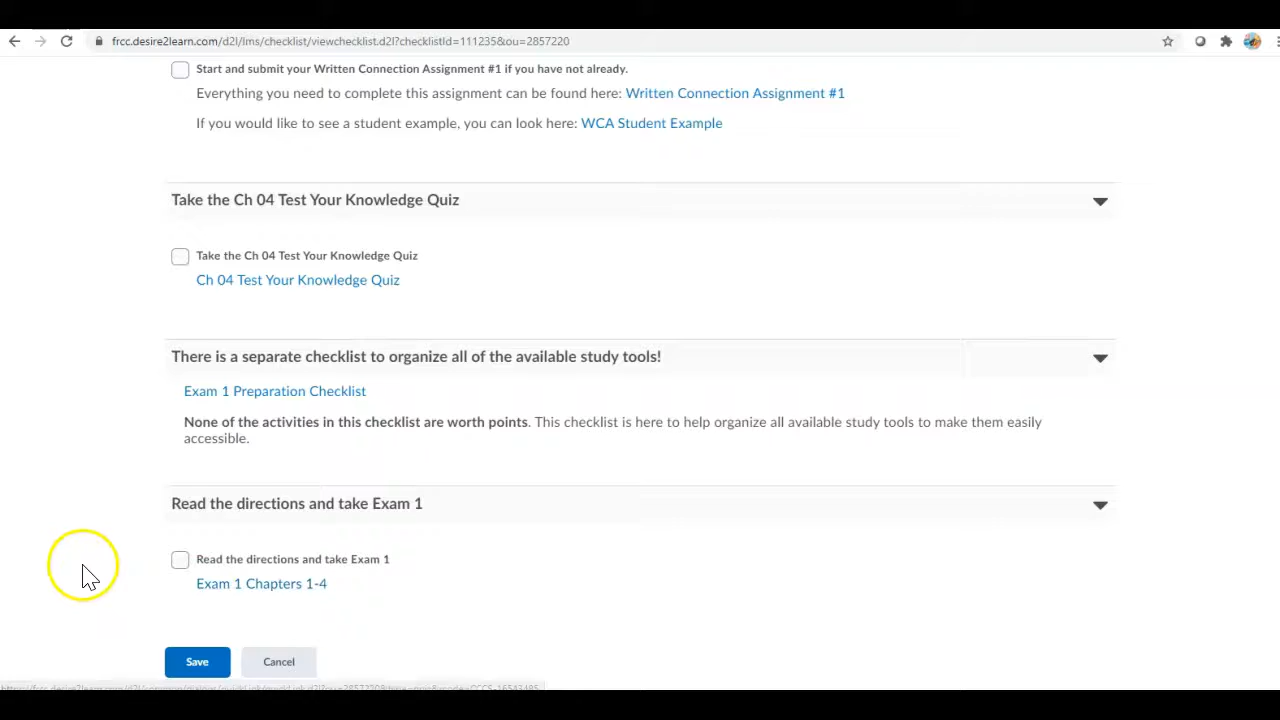 frcc.desire2learn.com/d2l/lms/checklist/viewchecklist.d2l?checklistId=111235&ou=2857220
Start and submit your Written Connection Assignment #1 if you have not already.
Everything you need to complete this assignment can be found here: Written Connection Assignment #1
If you would like to see a student example, you can look here: WCA Student Example
Take the Ch 04 Test Your Knowledge Quiz
Take the Ch 04 Test Your Knowledge Quiz
Ch 04 Test Your Knowledge Quiz
There is a separate checklist to organize all of the available study tools!
Exam 1 Preparation Checklist
None of the activities in this checklist are worth points. This checklist is here to help organize all available study tools to make them easily
accessible.
Read the directions and take Exam 1
Read the directions and take Exam 1
Exam 1 Chapters 1-4
Save Cancel